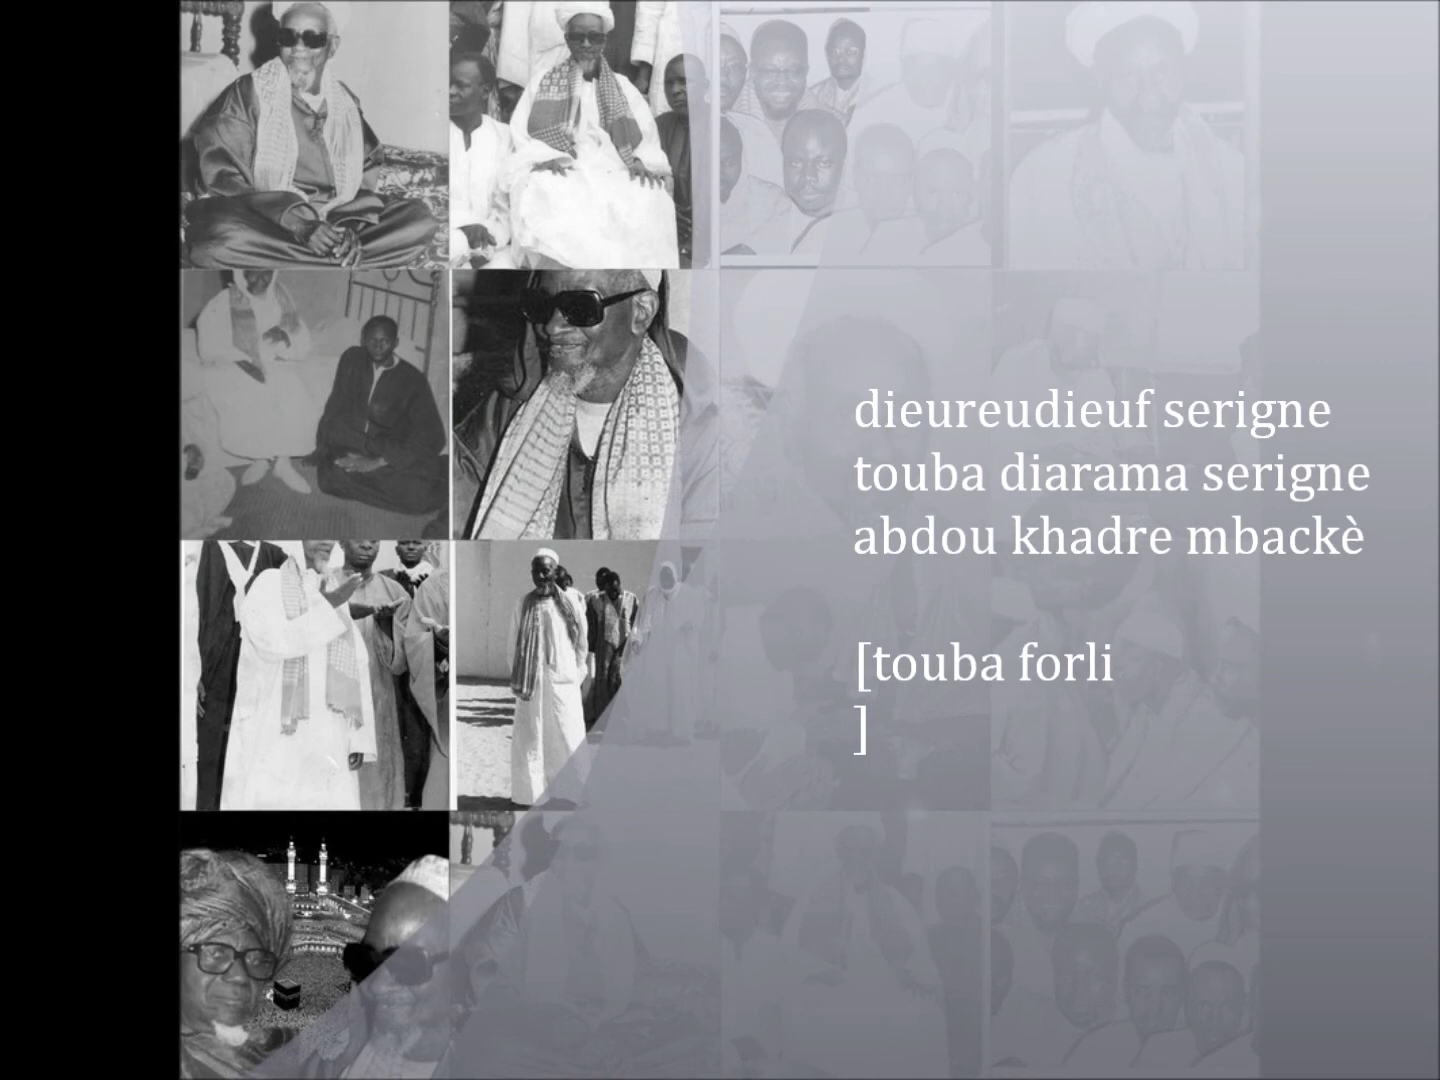 dieureudieuf serigne
touba diarama serigne
abdou khadre mbackè
[touba forli
]